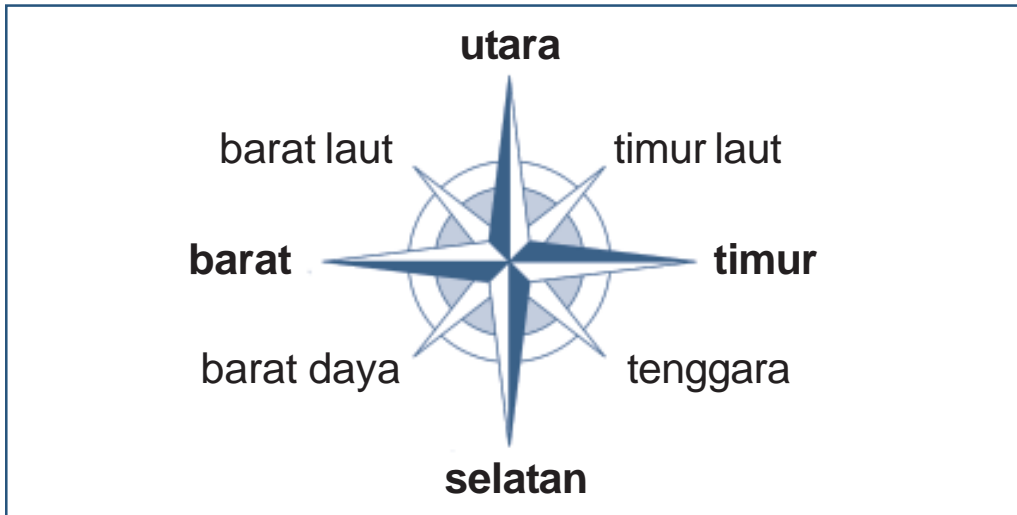 utara
barat laut
timur laut
barat
timur
barat daya
tenggara
selatan